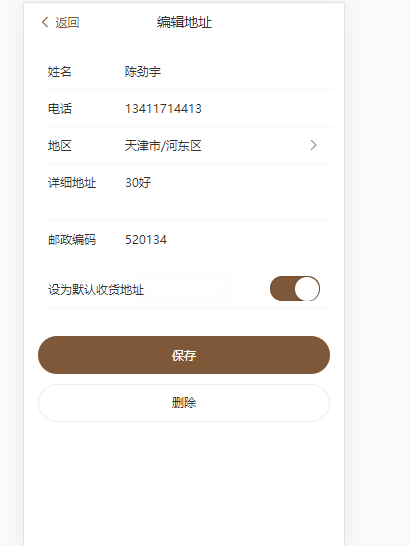 返回 编辑地址
姓名 陈劲宇
电话 13411714413
地区 天津市/河东区
详细地址 30好
邮政编码 520134
设为默认收货地址
保存
删除